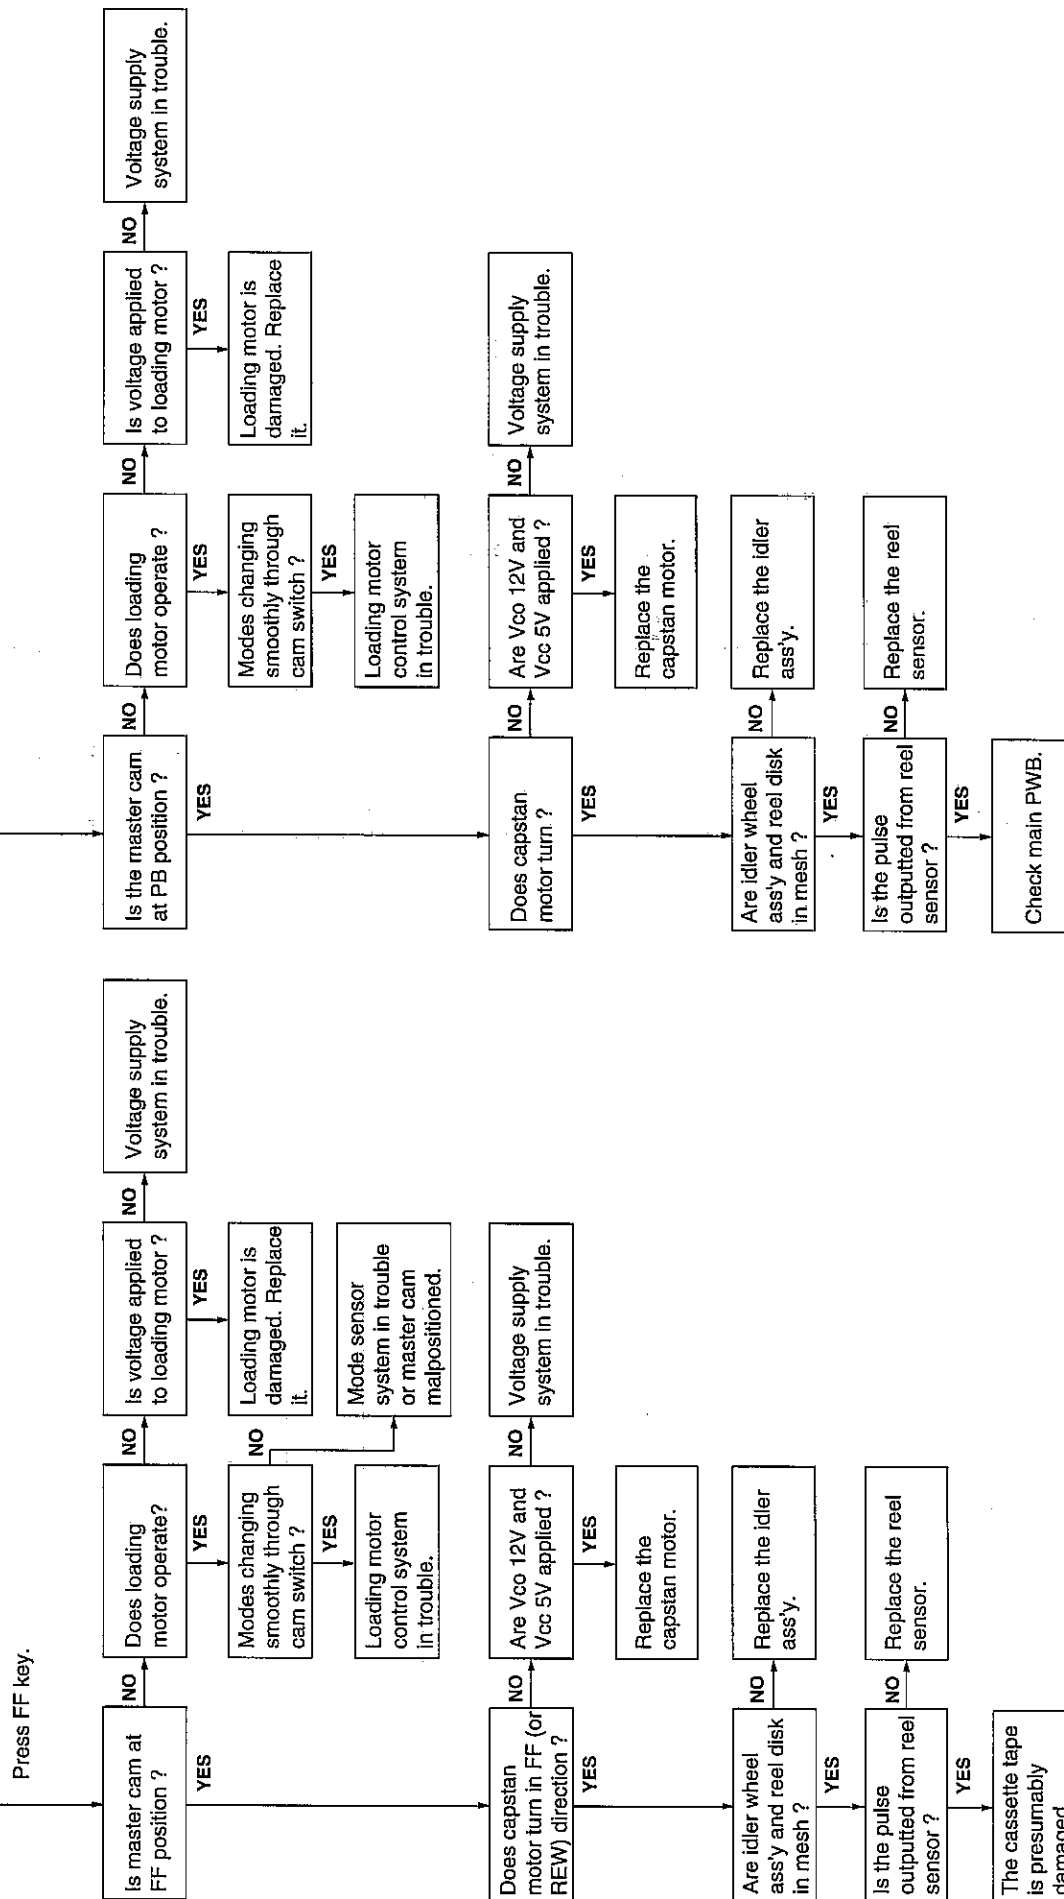 Press FF key.
Is master cam at
FF position ?
NO
Does loading
motor operate?
NO
Is voltage applied
to loading motor ?
NO
Voltage supply
system in trouble.
YES
YES
YES
Modes changing
smoothly through
cam switch ?
NO
Loading motor is
damaged. Replace
it.
YES
Loading motor
control system
in trouble.
Mode sensor
system in trouble
or master cam
malpositioned.
Does capstan
motor turn in FF (or
REW) direction ?
NO
Are Vco 12V and
Vcc 5V applied ?
NO
Voltage supply
system in trouble.
YES
YES
Replace the
capstan motor.
Are idler wheel
ass'y and reel disk
in mesh ?
NO
Replace the idler
ass'y.
YES
Is the pulse
outputted from reel
sensor ?
NO
Replace the reel
sensor.
YES
The cassette tape
is presumably
damaged
Is the master cam
at PB position ?
NO
Does loading
motor operate ?
NO
Is voltage applied
to loading motor ?
NO
Voltage supply
system in trouble.
YES
YES
YES
Modes changing
smoothly through
cam switch ?
Loading motor is
damaged. Replace
it.
YES
Loading motor
control system
in trouble.
Does capstan
motor turn ?
NO
Are Vco 12V and
Vcc 5V applied ?
NO
Voltage supply
system in trouble.
YES
YES
Replace the
capstan motor.
Are idler wheel
ass'y and reel disk
in mesh ?
NO
Replace the idler
ass'y.
YES
Is the pulse
outputted from reel
sensor ?
NO
Replace the reel
sensor.
YES
Check main PWB.